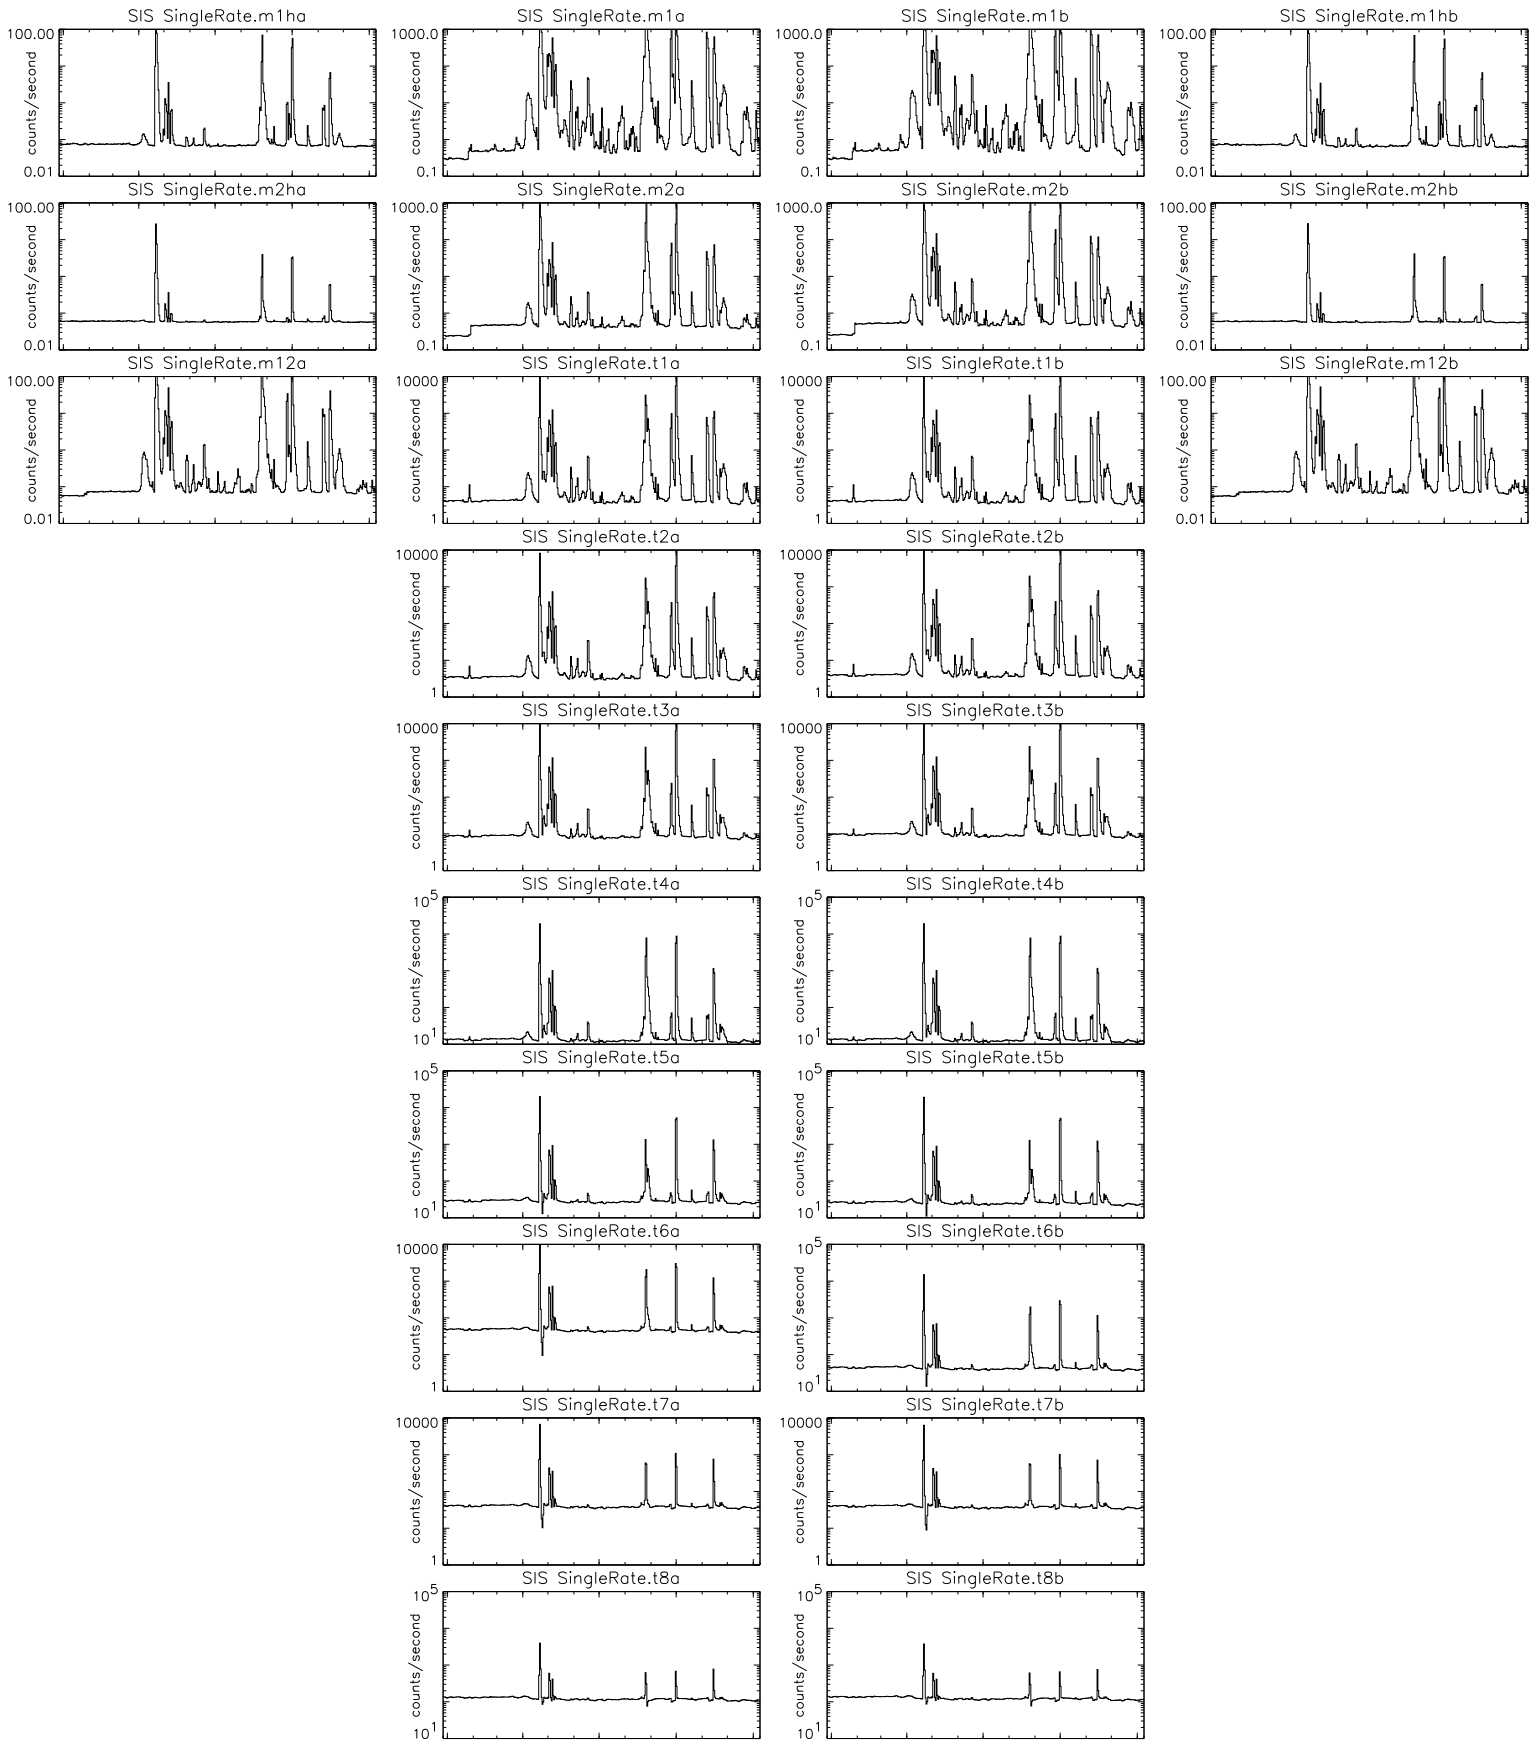 SIS SingleRate.m1ha
100.00
counts/second
0.01
SIS SingleRate.m1a
1000.0
counts/second
0.1
SIS SingleRate.m1b
1000.0
counts/second
0.1
SIS SingleRate.m1hb
100.00
counts/second
0.01
SIS SingleRate.m2ha
100.00
counts/second
0.01
SIS SingleRate.m2a
1000.0
counts/second
0.1
SIS SingleRate.m2b
1000.0
counts/second
0.1
SIS SingleRate.m2hb
100.00
counts/second
0.01
SIS SingleRate.m12a
100.00
counts/second
0.01
SIS SingleRate.t1a
10000
counts/second
1
SIS SingleRate.t1b
10000
counts/second
1
SIS SingleRate.m12b
100.00
counts/second
0.01
SIS SingleRate.t2a
10000
counts/second
1
SIS SingleRate.t2b
10000
counts/second
1
SIS SingleRate.t3a
10000
counts/second
1
SIS SingleRate.t3b
10000
counts/second
1
SIS SingleRate.t4a
10^5
counts/second
10^1
SIS SingleRate.t4b
10^5
counts/second
10^1
SIS SingleRate.t5a
10^5
counts/second
10^1
SIS SingleRate.t5b
10^5
counts/second
10^1
SIS SingleRate.t6a
10000
counts/second
1
SIS SingleRate.t6b
10^5
counts/second
10^1
SIS SingleRate.t7a
10000
counts/second
1
SIS SingleRate.t7b
10000
counts/second
1
SIS SingleRate.t8a
10^5
counts/second
10^1
SIS SingleRate.t8b
10^5
counts/second
10^1